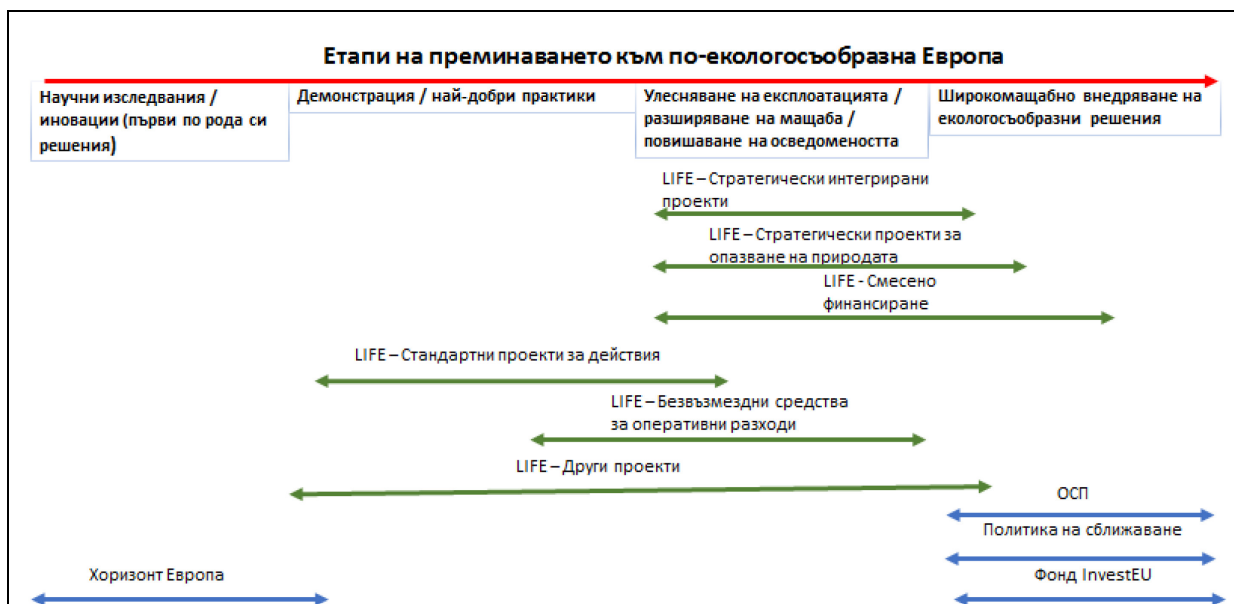 Етапи на преминаването към по-екологосъобразна Европа
Научни изследвания /
иновации (първи по рода си
решения)
Демонстрация / най-добри практики
Улесняване на експлоатацията /
разширяване на мащаба /
повишаване на осведомеността
Широкомащабно внедряване на
екологосъобразни решения
LIFE – Стратегически интегрирани
проекти
LIFE – Стратегически проекти за
опазване на природата
LIFE - Смесено
финансиране
LIFE – Стандартни проекти за действия
LIFE – Безвъзмездни средства
за оперативни разходи
LIFE – Други проекти
ОСП
Политика на сближаване
Хоризонт Европа
Фонд InvestEU